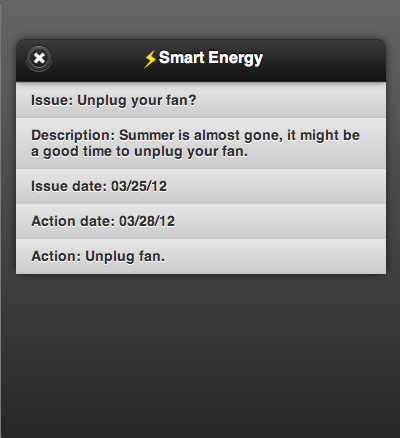 Smart Energy
Issue: Unplug your fan?
Description: Summer is almost gone, it might be
a good time to unplug your fan.
Issue date: 03/25/12
Action date: 03/28/12
Action: Unplug fan.